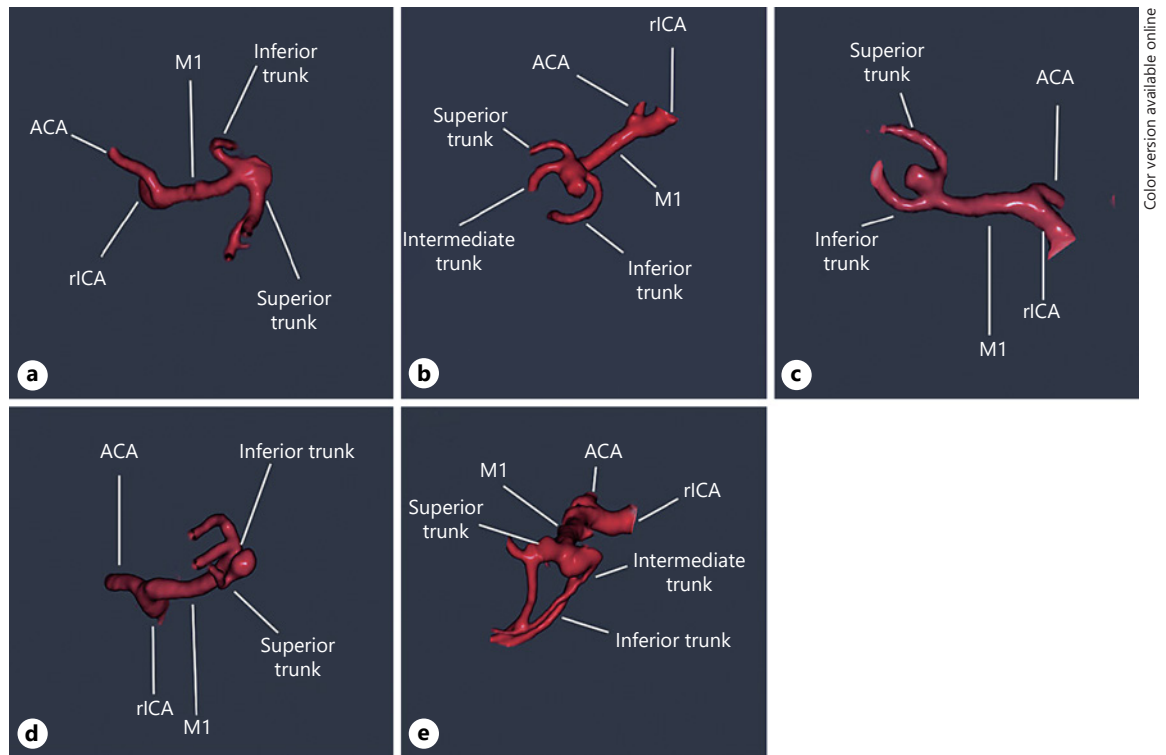 M1
Inferior
trunk
ACA
rICA
Superior
trunk
a
rICA
ACA
Superior
trunk
M1
Intermediate
trunk
Inferior
trunk
b
Superior
trunk
ACA
Inferior
trunk
rICA
M1
c
Color version available online
ACA
Inferior trunk
Superior
trunk
rICA
M1
d
ACA
M1
rICA
Superior
trunk
Intermediate
trunk
Inferior trunk
e